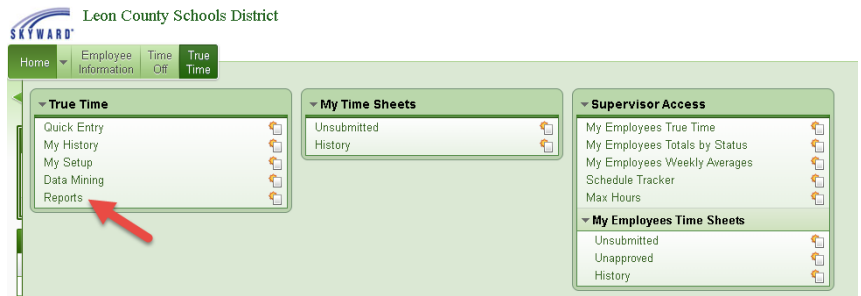 Leon County Schools District
SKYWARD
Home
Employee Information
Time Off
True Time
True Time
Quick Entry
My History
My Setup
Data Mining
Reports
My Time Sheets
Unsubmitted
History
Supervisor Access
My Employees True Time
My Employees Totals by Status
My Employees Weekly Averages
Schedule Tracker
Max Hours
My Employees Time Sheets
Unsubmitted
Unapproved
History